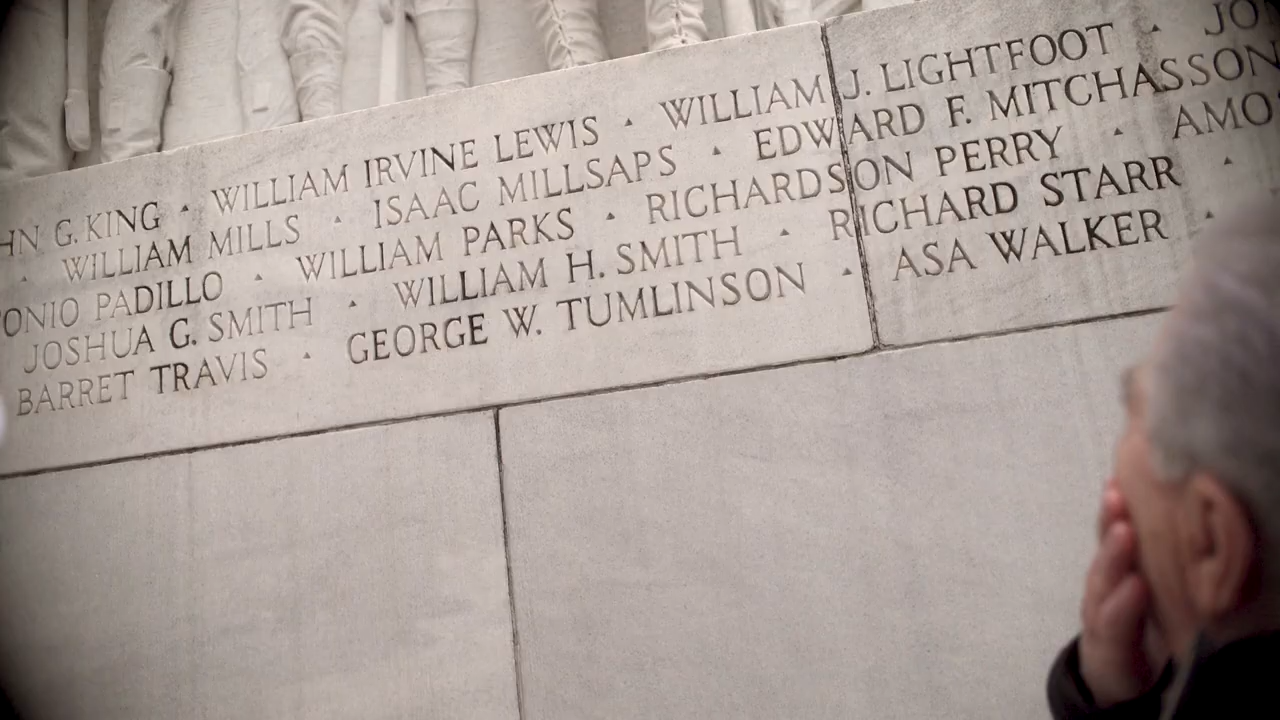 HN G. KING · WILLIAM IRVINE LEWIS · WILLIAM J. LIGHTFOOT · JO
· WILLIAM MILLS · ISAAC MILLSAPS · EDWARD F. MITCHASSON
ONIO PADILLO · WILLIAM PARKS · RICHARDSON PERRY · AMO
JOSHUA G. SMITH · WILLIAM H. SMITH · RICHARD STARR ·
BARRET TRAVIS · GEORGE W. TUMLINSON · ASA WALKER ·